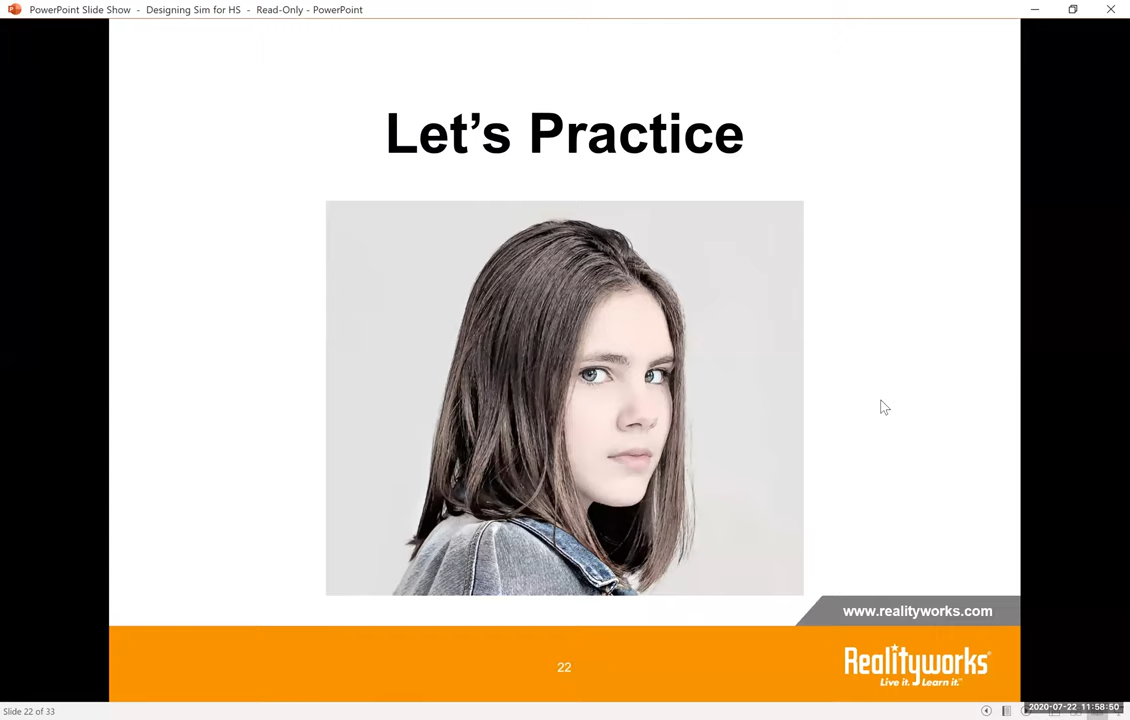 PowerPoint Slide Show - Designing Sim for HS - Read-Only - PowerPoint
Let’s Practice
www.realityworks.com
22
Realityworks®
Live it. Learn it.™
Slide 22 of 33
2020-07-22 11:58:50